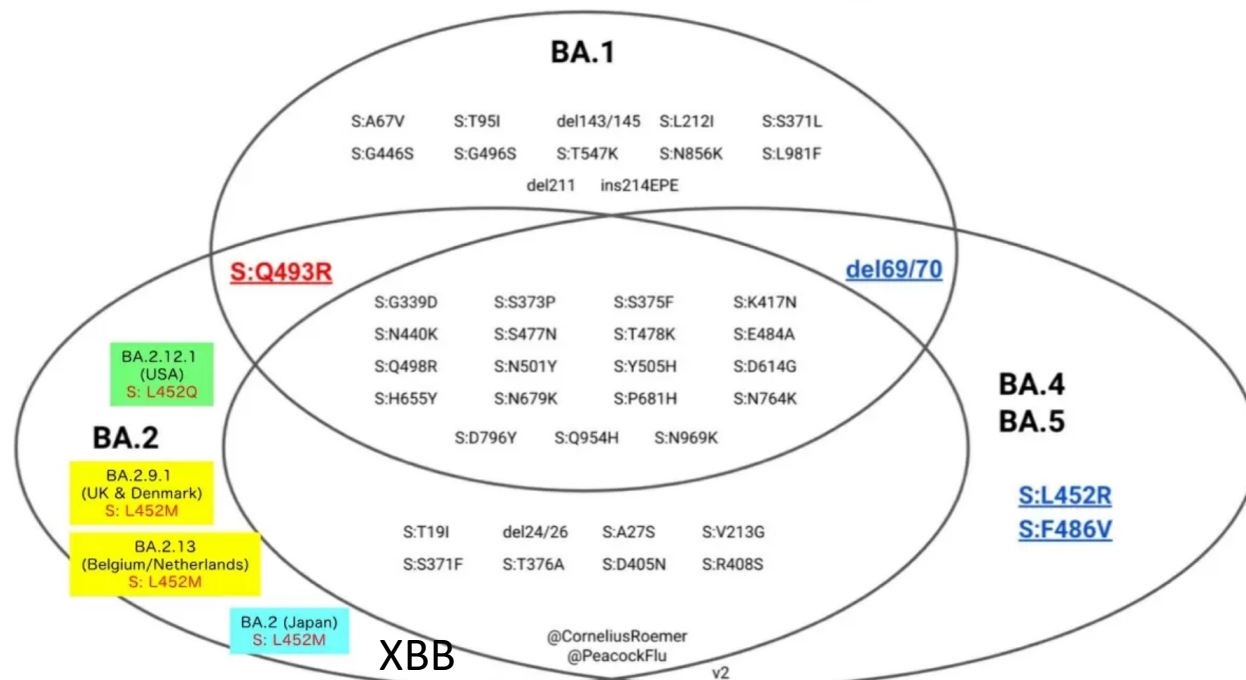 BA.1
S:A67V S:T95I del143/145 S:L212I S:S371L
S:G446S S:G496S S:T547K S:N856K S:L981F
del211 ins214EPE
S:Q493R
del69/70
S:G339D S:S373P S:S375F S:K417N
S:N440K S:S477N S:T478K S:E484A
S:Q498R S:N501Y S:Y505H S:D614G
S:H655Y S:N679K S:P681H S:N764K
S:D796Y S:Q954H S:N969K
BA.2.12.1
(USA)
S: L452Q
BA.2
BA.2.9.1
(UK & Denmark)
S: L452M
BA.2.13
(Belgium/Netherlands)
S: L452M
BA.2 (Japan)
S: L452M
BA.4
BA.5
S:L452R
S:F486V
S:T19I del24/26 S:A27S S:V213G
S:S371F S:T376A S:D405N S:R408S
XBB
@CorneliusRoemer
@PeacockFlu
v2